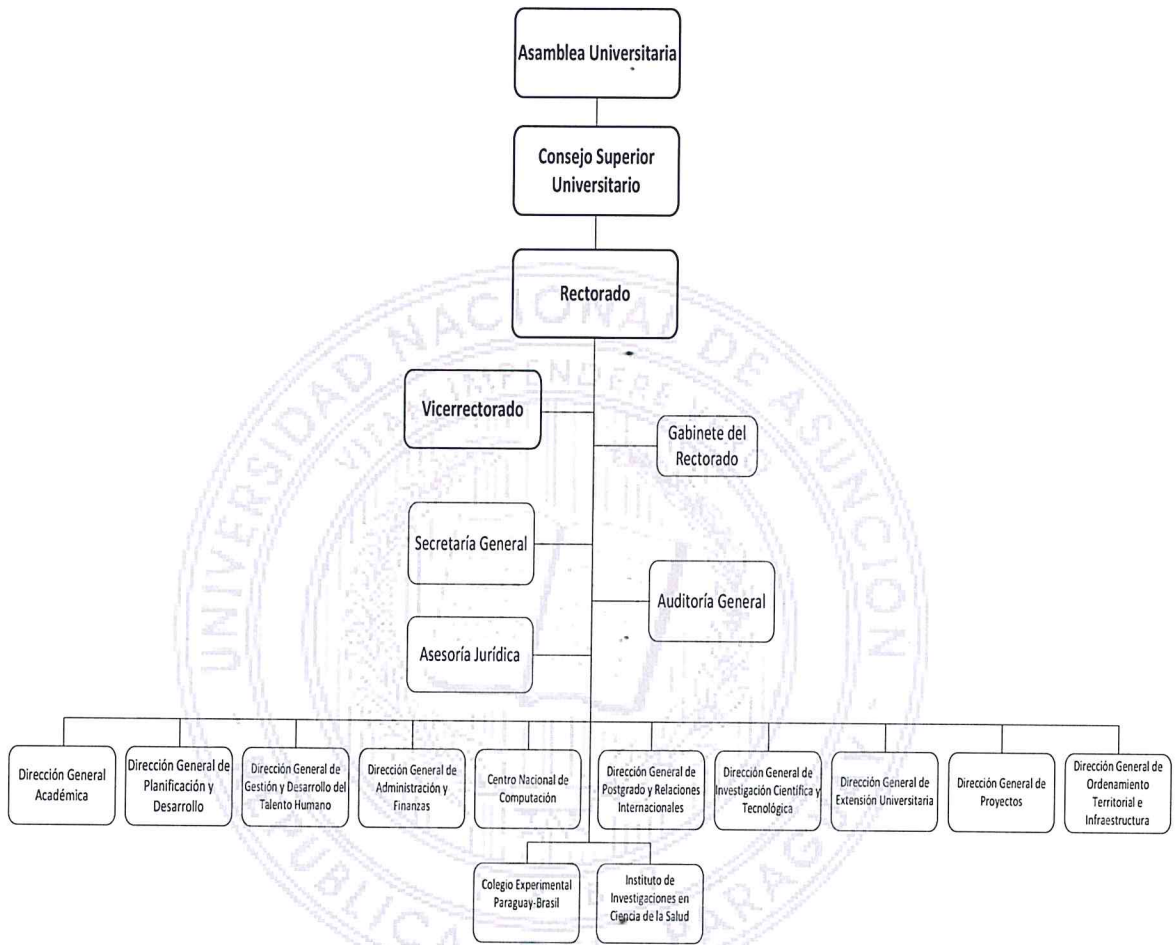 Asamblea Universitaria
Consejo Superior
Universitario
Rectorado
Vicerrectorado
Gabinete del
Rectorado
Secretaría General
Auditoría General
Asesoría Jurídica
Dirección General
Académica
Dirección General de
Planificación y
Desarrollo
Dirección General de
Gestión y Desarrollo del
Talento Humano
Dirección General de
Administración y
Finanzas
Centro Nacional de
Computación
Dirección General de
Postgrado y Relaciones
Internacionales
Dirección General de
Investigación Científica y
Tecnológica
Dirección General de
Extensión Universitaria
Dirección General de
Proyectos
Dirección General de
Ordenamiento
Territorial e
Infraestructura
Colegio Experimental
Paraguay-Brasil
Instituto de
Investigaciones en
Ciencia de la Salud
UNIVERSIDAD NACIONAL DE ASUNCION